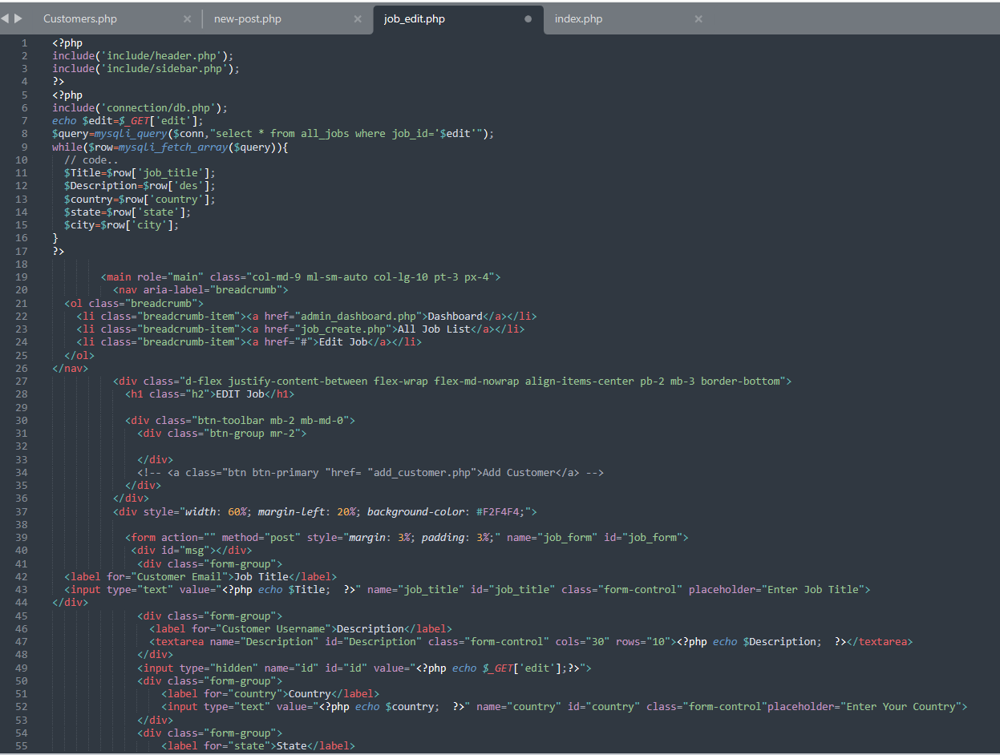 Customers.php new-post.php job_edit.php index.php
1 <?php
2 include('include/header.php');
3 include('include/sidebar.php');
4 ?>
5 <?php
6 include('connection/db.php');
7 echo $edit=$_GET['edit'];
8 $query=mysqli_query($conn,"select * from all_jobs where job_id='$edit'");
9 while($row=mysqli_fetch_array($query)){
10 // code..
11 $Title=$row['job_title'];
12 $Description=$row['des'];
13 $country=$row['country'];
14 $state=$row['state'];
15 $city=$row['city'];
16 }
17 ?>
18
19 <main role="main" class="col-md-9 ml-sm-auto col-lg-10 pt-3 px-4">
20 <nav aria-label="breadcrumb">
21 <ol class="breadcrumb">
22 <li class="breadcrumb-item"><a href="admin_dashboard.php">Dashboard</a></li>
23 <li class="breadcrumb-item"><a href="job_create.php">All Job List</a></li>
24 <li class="breadcrumb-item"><a href="#">Edit Job</a></li>
25 </ol>
26 </nav>
27 <div class="d-flex justify-content-between flex-wrap flex-md-nowrap align-items-center pb-2 mb-3 border-bottom">
28 <h1 class="h2">EDIT Job</h1>
29
30 <div class="btn-toolbar mb-2 mb-md-0">
31 <div class="btn-group mr-2">
32
33 </div>
34 <!-- <a class="btn btn-primary "href= "add_customer.php">Add Customer</a> -->
35 </div>
36 </div>
37 <div style="width: 60%; margin-left: 20%; background-color: #F2F4F4;">
38
39 <form action="" method="post" style="margin: 3%; padding: 3%;" name="job_form" id="job_form">
40 <div id="msg"></div>
41 <div class="form-group">
42 <label for="Customer Email">Job Title</label>
43 <input type="text" value="<?php echo $Title;  ?>" name="job_title" id="job_title" class="form-control" placeholder="Enter Job Title">
44 </div>
45 <div class="form-group">
46 <label for="Customer Username">Description</label>
47 <textarea name="Description" id="Description" class="form-control" cols="30" rows="10"><?php echo $Description;  ?></textarea>
48 </div>
49 <input type="hidden" name="id" id="id" value="<?php echo $_GET['edit'];?>">
50 <div class="form-group">
51 <label for="country">Country</label>
52 <input type="text" value="<?php echo $country;  ?>" name="country" id="country" class="form-control"placeholder="Enter Your Country">
53 </div>
54 <div class="form-group">
55 <label for="state">State</label>